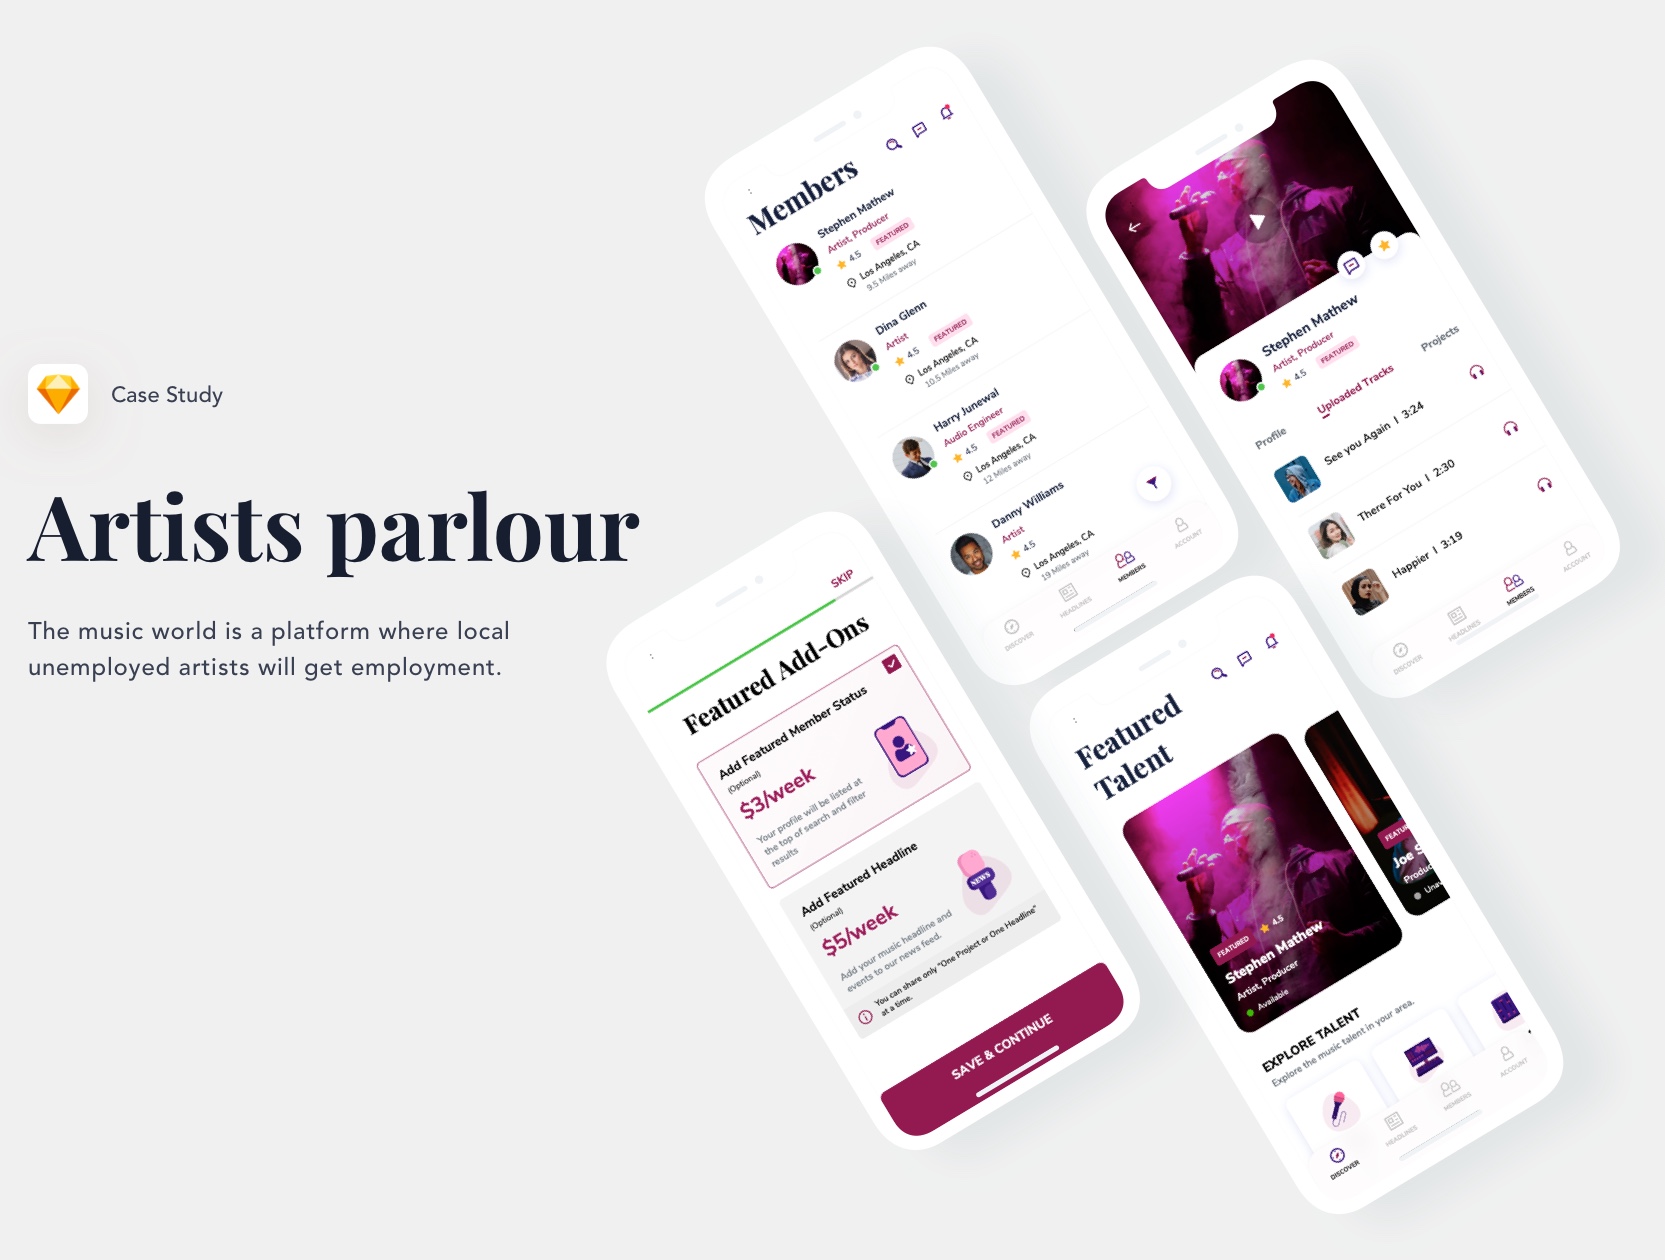 Case Study
Artists parlour
The music world is a platform where local
unemployed artists will get employment.
Members
Stephen Mathew
Artist, Producer
4.5 FEATURED
Los Angeles, CA
9.5 Miles away
Dina Glenn
Artist
4.5 FEATURED
Los Angeles, CA
10.5 Miles away
Harry Junewal
Audio Engineer
4.5 FEATURED
Los Angeles, CA
12 Miles away
Danny Williams
Artist
4.5
Los Angeles, CA
19 Miles away
DISCOVER
HEADLINES
MEMBERS
ACCOUNT
Stephen Mathew
Artist, Producer
4.5 FEATURED
Profile
Uploaded Tracks
Projects
See you Again | 3:24
There For You | 2:30
Happier | 3:19
DISCOVER
HEADLINES
MEMBERS
ACCOUNT
SKIP
Featured Add-Ons
Add Featured Member Status
(Optional)
$3/week
Your profile will be listed at
the top of search and filter
results
Add Featured Headline
(Optional)
$5/week
NEWS
Add your music headline and
events to our news feed.
You can share only "One Project or One Headline"
at a time.
SAVE & CONTINUE
Featured
Talent
FEATURED 4.5
Stephen Mathew
Artist, Producer
Available
Joe
EXPLORE TALENT
Explore the music talent in your area.
DISCOVER
HEADLINES
MEMBERS
ACCOUNT